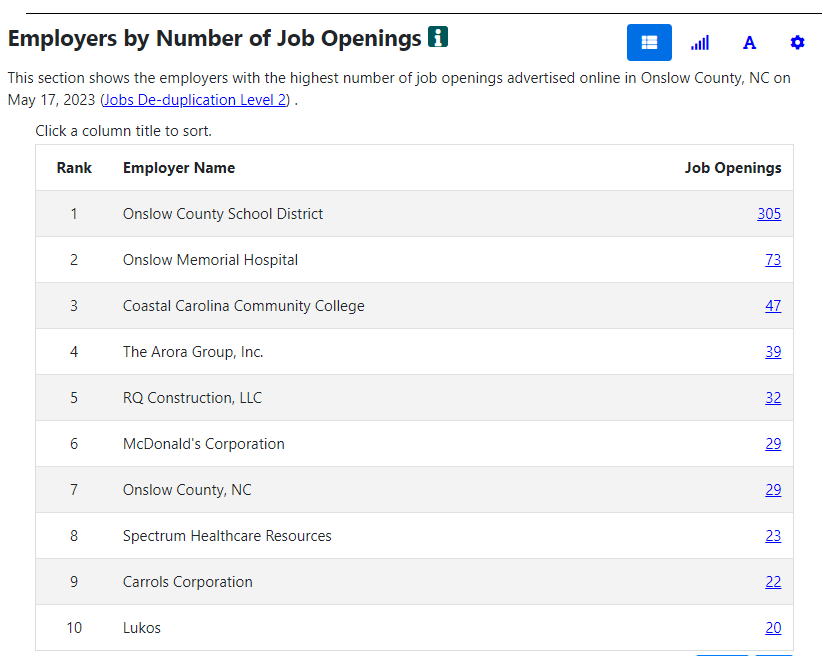 Employers by Number of Job Openings i
A
This section shows the employers with the highest number of job openings advertised online in Onslow County, NC on
May 17, 2023 (Jobs De-duplication Level 2) .
Click a column title to sort.
Rank Employer Name Job Openings
1 Onslow County School District 305
2 Onslow Memorial Hospital 73
3 Coastal Carolina Community College 47
4 The Arora Group, Inc. 39
5 RQ Construction, LLC 32
6 McDonald's Corporation 29
7 Onslow County, NC 29
8 Spectrum Healthcare Resources 23
9 Carrols Corporation 22
10 Lukos 20